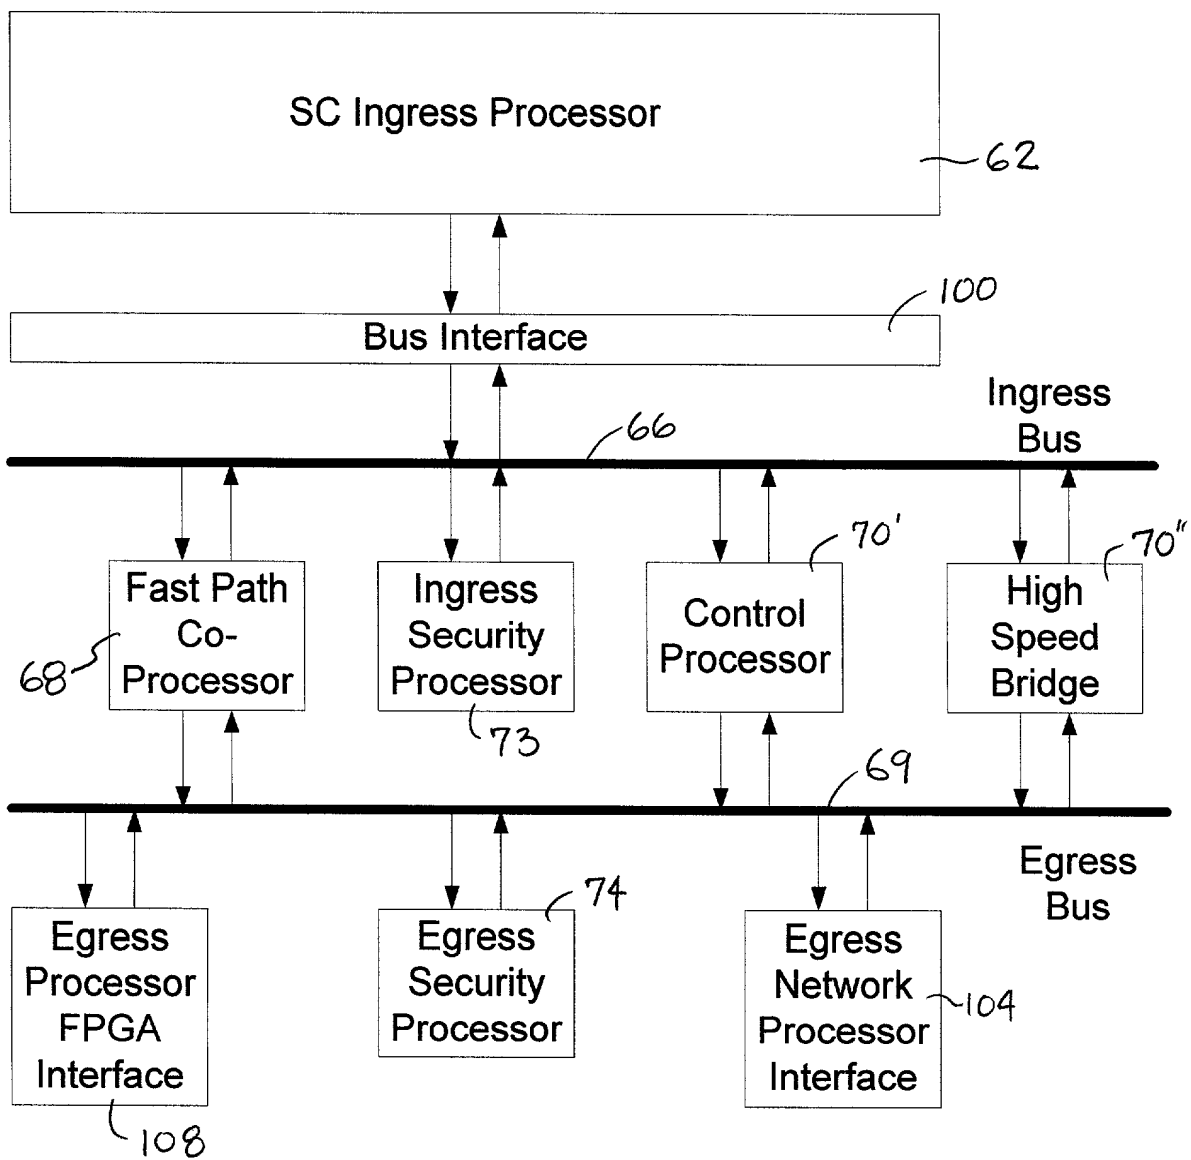 SC Ingress Processor
62
100
Bus Interface
Ingress
Bus
66
70'
70"
Fast Path
Co-
Processor
68
Ingress
Security
Processor
73
Control
Processor
High
Speed
Bridge
69
Egress
Bus
74
Egress
Processor
FPGA
Interface
108
Egress
Security
Processor
Egress
Network
Processor
Interface
104